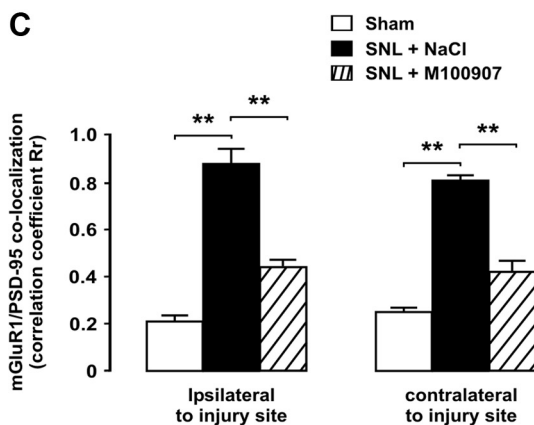 C
Sham
SNL + NaCl
SNL + M100907
mGluR1/PSD-95 co-localization
(correlation coefficient Rr)
** **
** **
1.0
0.8
0.6
0.4
0.2
0
Ipsilateral
to injury site
contralateral
to injury site